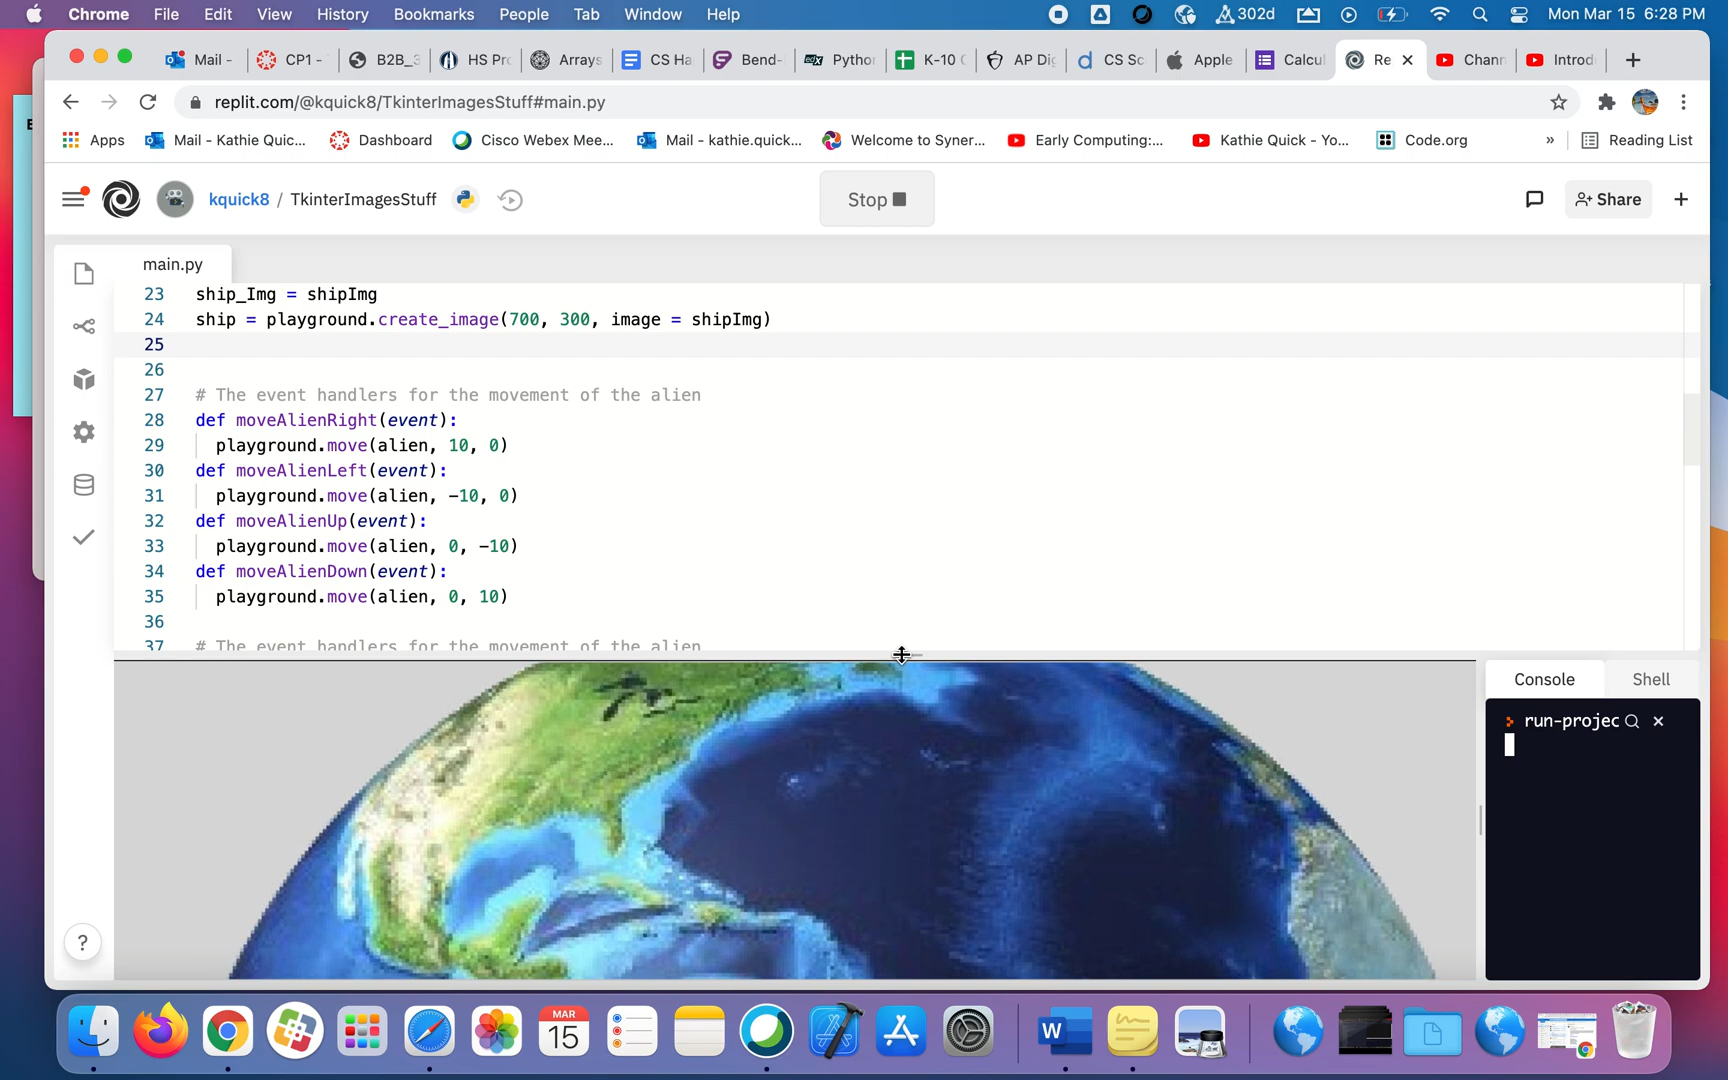 Chrome File Edit View History Bookmarks People Tab Window Help 302d Mon Mar 15 6:28 PM
Mail - CP1 - B2B_3 HS Pro Arrays CS Ha Bend- Python K-10 C AP Dig CS Sc Apple Calcul Re Chann Introd
replit.com/@kquick8/TkinterImagesStuff#main.py
Apps Mail - Kathie Quic... Dashboard Cisco Webex Mee... Mail - kathie.quick... Welcome to Syner... Early Computing:... Kathie Quick - Yo... Code.org » Reading List
kquick8 / TkinterImagesStuff Stop Share +
main.py
23 ship_Img = shipImg
24 ship = playground.create_image(700, 300, image = shipImg)
25
26
27 # The event handlers for the movement of the alien
28 def moveAlienRight(event):
29 playground.move(alien, 10, 0)
30 def moveAlienLeft(event):
31 playground.move(alien, -10, 0)
32 def moveAlienUp(event):
33 playground.move(alien, 0, -10)
34 def moveAlienDown(event):
35 playground.move(alien, 0, 10)
36
37 # The event handlers for the movement of the alien
Console Shell
run-projec
?
MAR
15
W